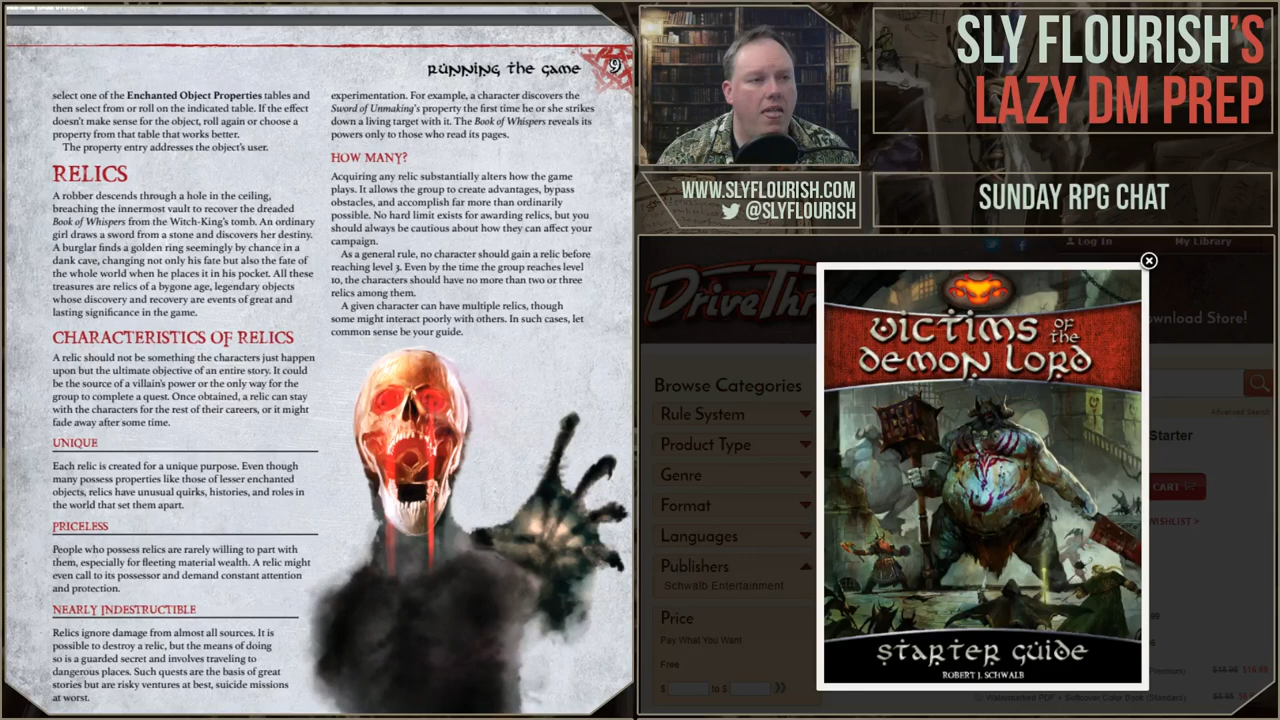 RUNNING THE GAME
9
select one of the Enchanted Object Properties tables and
then select from or roll on the indicated table. If the effect
doesn't make sense for the object, roll again or choose a
property from that table that works better.
The property entry addresses the object's user.
RELICS
A robber descends through a hole in the ceiling,
breaching the innermost vault to recover the dreaded
Book of Whispers from the Witch-King's tomb. An ordinary
girl draws a sword from a stone and discovers her destiny.
A burglar finds a golden ring seemingly by chance in a
dank cave, changing not only his fate but also the fate of
the whole world when he places it in his pocket. All these
treasures are relics of a bygone age, legendary objects
whose discovery and recovery are events of great and
lasting significance in the game.
CHARACTERISTICS OF RELICS
A relic should not be something the characters just happen
upon but the ultimate objective of an entire story. It could
be the source of a villain's power or the only way for the
group to complete a quest. Once obtained, a relic can stay
with the characters for the rest of their careers, or it might
fade away after some time.
UNIQUE
Each relic is created for a unique purpose. Even though
many possess properties like those of lesser enchanted
objects, relics have unusual quirks, histories, and roles in
the world that set them apart.
PRICELESS
People who possess relics are rarely willing to part with
them, especially for fleeting material wealth. A relic might
even call to its possessor and demand constant attention
and protection.
NEARLY INDESTRUCTIBLE
Relics ignore damage from almost all sources. It is
possible to destroy a relic, but the means of doing
so is a guarded secret and involves traveling to
dangerous places. Such quests are the basis of great
stories but are risky ventures at best, suicide missions
at worst.
experimentation. For example, a character discovers the
Sword of Unmaking's property the first time he or she strikes
down a living target with it. The Book of Whispers reveals its
powers only to those who read its pages.
HOW MANY?
Acquiring any relic substantially alters how the game
plays. It allows the group to create advantages, bypass
obstacles, and accomplish far more than ordinarily
possible. No hard limit exists for awarding relics, but you
should always be cautious about how they can affect your
campaign.
As a general rule, no character should gain a relic before
reaching level 3. Even by the time the group reaches level
10, the characters should have no more than two or three
relics among them.
A given character can have multiple relics, though
some might interact poorly with others. In such cases, let
common sense be your guide.
SLY FLOURISH'S
LAZY DM PREP
WWW.SLYFLOURISH.COM
@SLYFLOURISH
SUNDAY RPG CHAT
Log In
My Library
DriveThr
wnload Store!
Browse Categories
Rule System
Product Type
Genre
Format
Languages
Publishers
Schwalb Entertainment
Price
Pay What You Want
Free
$ to $
VICTIMS OF THE
DEMON LORD
STARTER GUIDE
ROBERT J. SCHWALB
Advanced Search
Starter
CART
WISHLIST >
Watermarked PDF + Softcover Color Book (Standard)